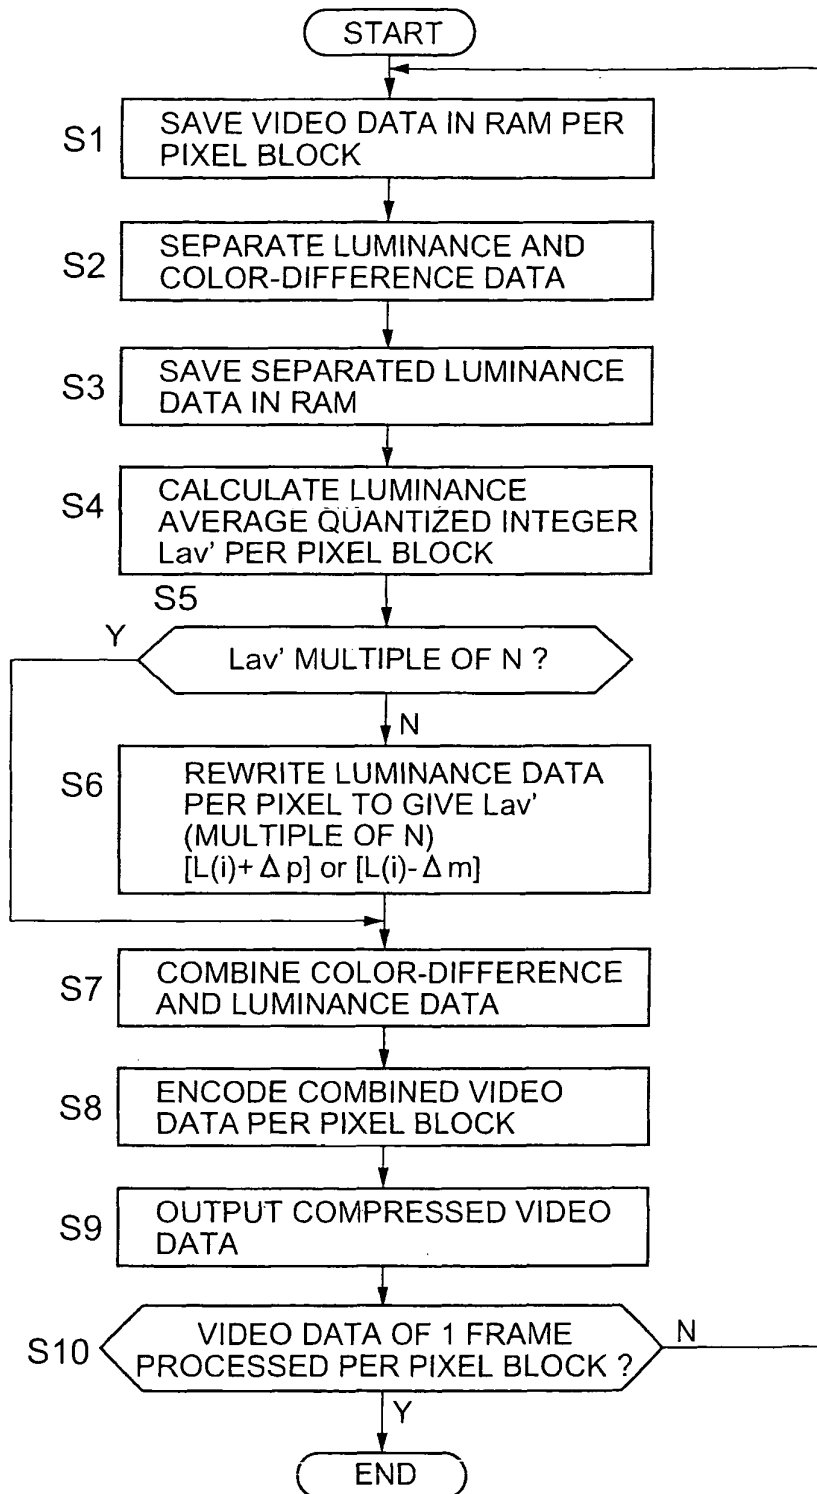 START
S1
SAVE VIDEO DATA IN RAM PER
PIXEL BLOCK
S2
SEPARATE LUMINANCE AND
COLOR-DIFFERENCE DATA
S3
SAVE SEPARATED LUMINANCE
DATA IN RAM
S4
CALCULATE LUMINANCE
AVERAGE QUANTIZED INTEGER
Lav' PER PIXEL BLOCK
S5
Y
Lav' MULTIPLE OF N ?
N
S6
REWRITE LUMINANCE DATA
PER PIXEL TO GIVE Lav'
(MULTIPLE OF N)
[L(i)+ Δ p] or [L(i)- Δ m]
S7
COMBINE COLOR-DIFFERENCE
AND LUMINANCE DATA
S8
ENCODE COMBINED VIDEO
DATA PER PIXEL BLOCK
S9
OUTPUT COMPRESSED VIDEO
DATA
S10
VIDEO DATA OF 1 FRAME
PROCESSED PER PIXEL BLOCK ?
N
Y
END